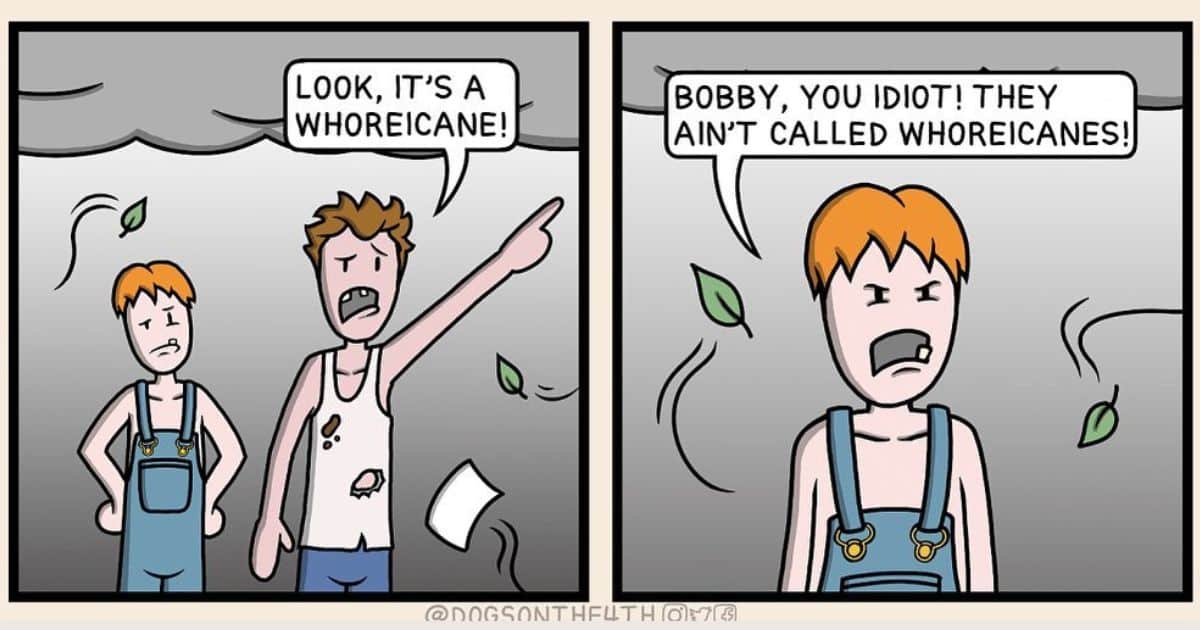 LOOK, IT'S A
WHOREICANE!
BOBBY, YOU IDIOT! THEY
AIN'T CALLED WHOREICANES!
@DOGSONTHE4TH